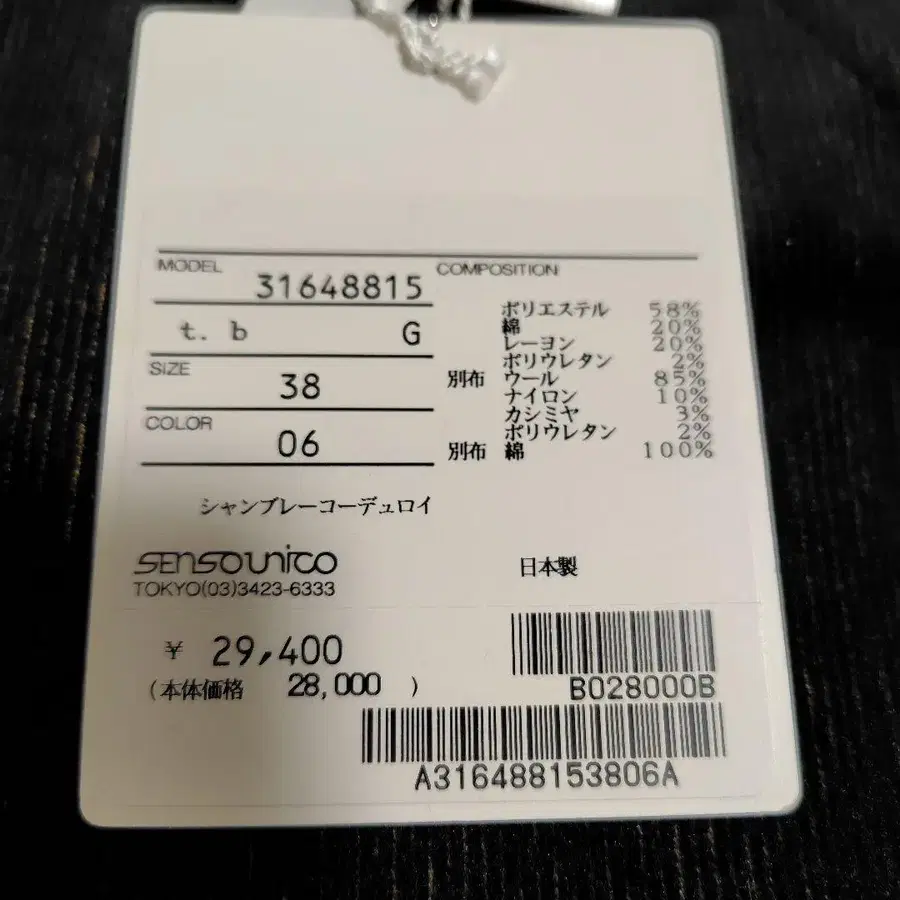 MODEL 31648815
t. b G
SIZE 38
COLOR 06
COMPOSITION
ポリエステル 58%
綿 20%
レーヨン 20%
ポリウレタン 2%
別布 ウール 85%
ナイロン 10%
カシミヤ 3%
ポリウレタン 2%
別布 綿 100%
シャンブレーコーデュロイ
SENSOUNICO
TOKYO(03)3423-6333
日本製
¥ 29,400
(本体価格 28,000 )
B028000B
A316488153806A